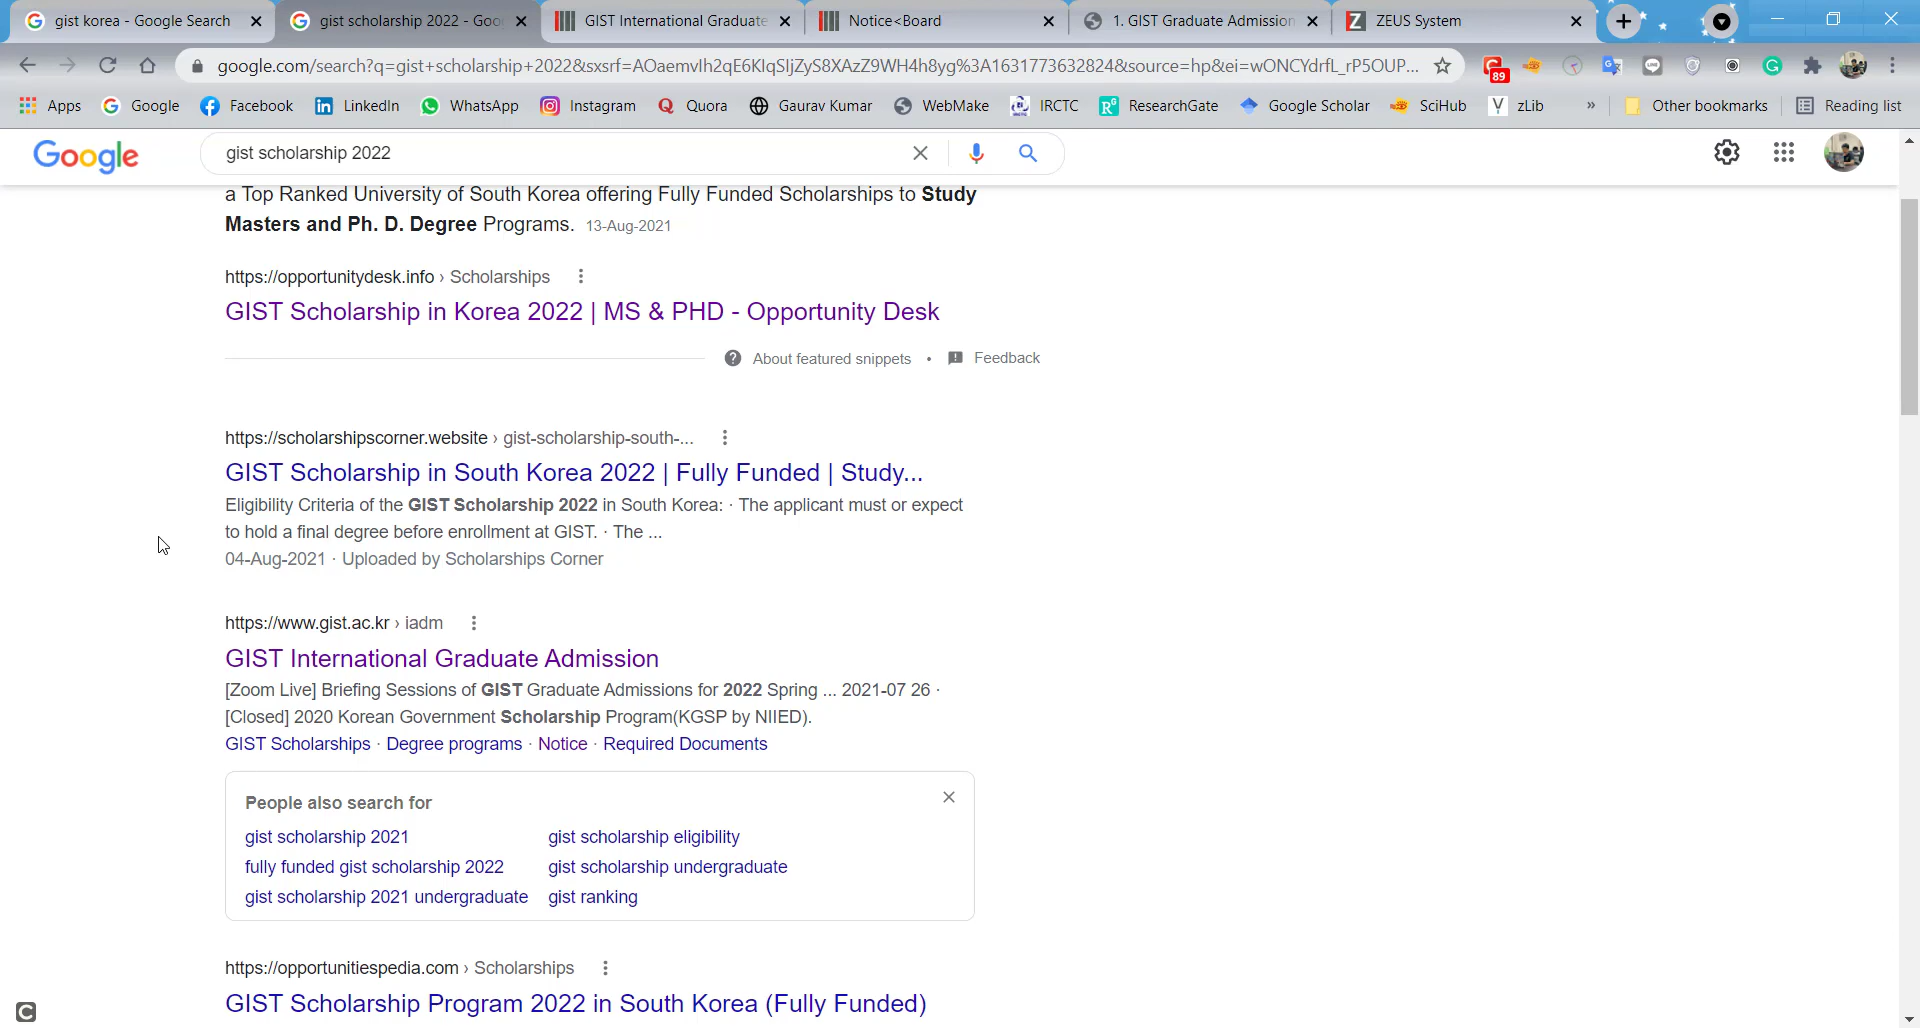 gist korea - Google Search
gist scholarship 2022 - Goo
GIST International Graduate
Notice<Board
1. GIST Graduate Admission
ZEUS System
google.com/search?q=gist+scholarship+2022&sxsrf=AOaemvIh2qE6KIqSIjZyS8XAzZ9WH4h8yg%3A1631773632824&source=hp&ei=wONCYdrfL_rP5OUP...
89
Apps
Google
Facebook
LinkedIn
WhatsApp
Instagram
Quora
Gaurav Kumar
WebMake
IRCTC
ResearchGate
Google Scholar
SciHub
zLib
»
Other bookmarks
Reading list
Google
gist scholarship 2022
a Top Ranked University of South Korea offering Fully Funded Scholarships to Study
Masters and Ph. D. Degree Programs. 13-Aug-2021
https://opportunitydesk.info › Scholarships
GIST Scholarship in Korea 2022 | MS & PHD - Opportunity Desk
About featured snippets • Feedback
https://scholarshipscorner.website › gist-scholarship-south-...
GIST Scholarship in South Korea 2022 | Fully Funded | Study...
Eligibility Criteria of the GIST Scholarship 2022 in South Korea: · The applicant must or expect
to hold a final degree before enrollment at GIST. · The ...
04-Aug-2021 · Uploaded by Scholarships Corner
https://www.gist.ac.kr › iadm
GIST International Graduate Admission
[Zoom Live] Briefing Sessions of GIST Graduate Admissions for 2022 Spring ... 2021-07 26 ·
[Closed] 2020 Korean Government Scholarship Program(KGSP by NIIED).
GIST Scholarships · Degree programs · Notice · Required Documents
People also search for
gist scholarship 2021
gist scholarship eligibility
fully funded gist scholarship 2022
gist scholarship undergraduate
gist scholarship 2021 undergraduate
gist ranking
https://opportunitiespedia.com › Scholarships
GIST Scholarship Program 2022 in South Korea (Fully Funded)